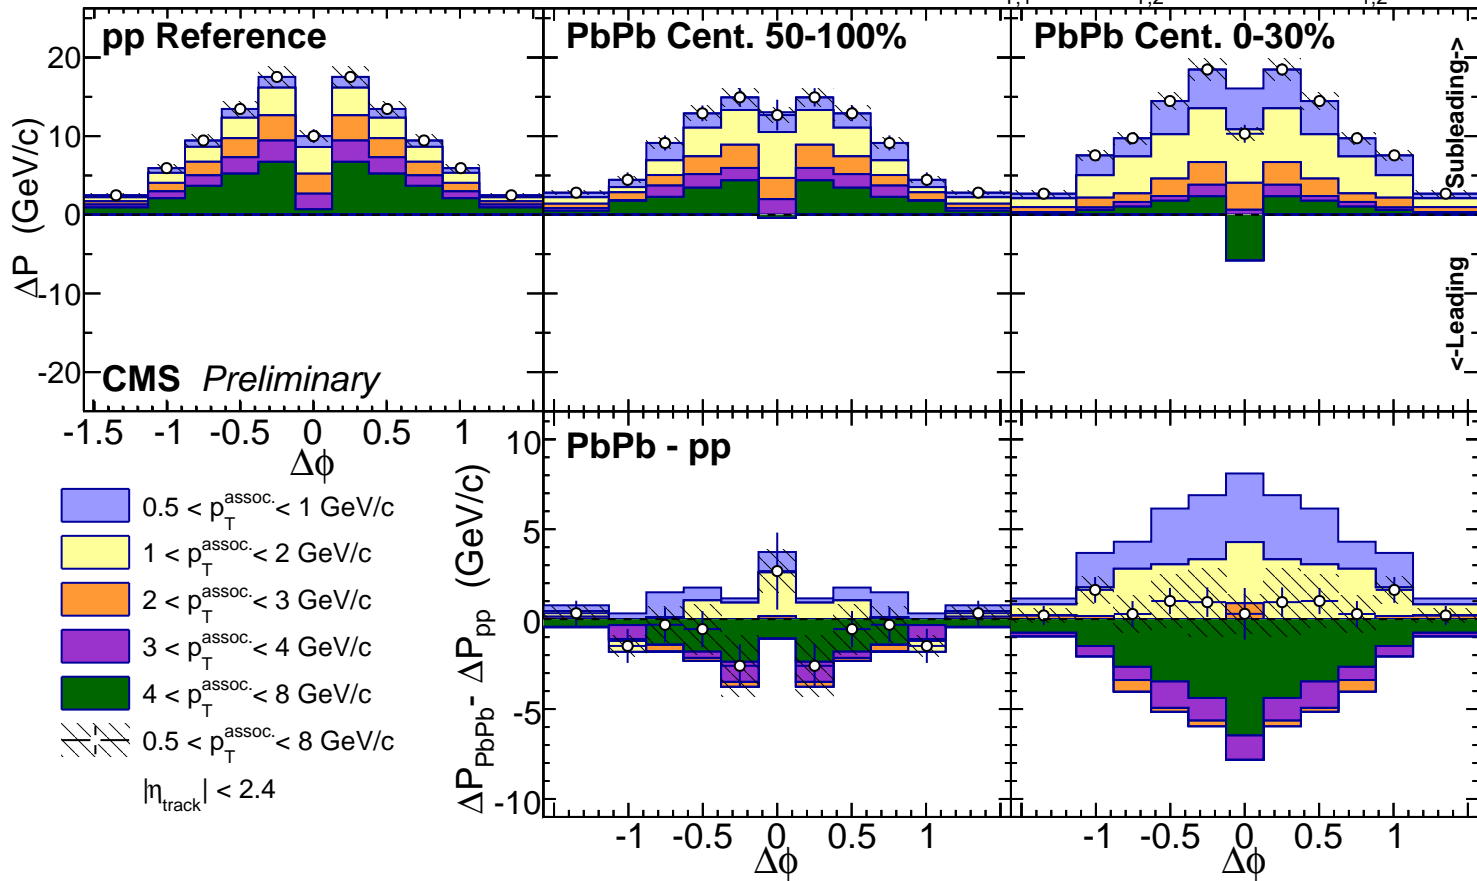 pp Reference
PbPb Cent. 50-100%
PbPb Cent. 0-30%
20
10
0
-10
-20
ΔP (GeV/c)
Subleading->
<-Leading
CMS Preliminary
-1.5 -1 -0.5 0 0.5 1
Δϕ
0.5 < p_T^assoc. < 1 GeV/c
1 < p_T^assoc. < 2 GeV/c
2 < p_T^assoc. < 3 GeV/c
3 < p_T^assoc. < 4 GeV/c
4 < p_T^assoc. < 8 GeV/c
0.5 < p_T^assoc. < 8 GeV/c
|η_track| < 2.4
PbPb - pp
10
5
0
-5
-10
ΔP_PbPb - ΔP_pp (GeV/c)
-1 -0.5 0 0.5 1
Δϕ
-1 -0.5 0 0.5 1
Δϕ